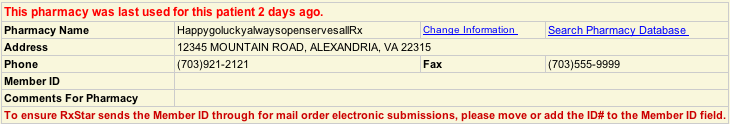 This pharmacy was last used for this patient 2 days ago.
Pharmacy Name HappygoluckyalwaysopenservesallRx Change Information Search Pharmacy Database
Address 12345 MOUNTAIN ROAD, ALEXANDRIA, VA 22315
Phone (703)921-2121 Fax (703)555-9999
Member ID
Comments For Pharmacy
To ensure RxStar sends the Member ID through for mail order electronic submissions, please move or add the ID# to the Member ID field.